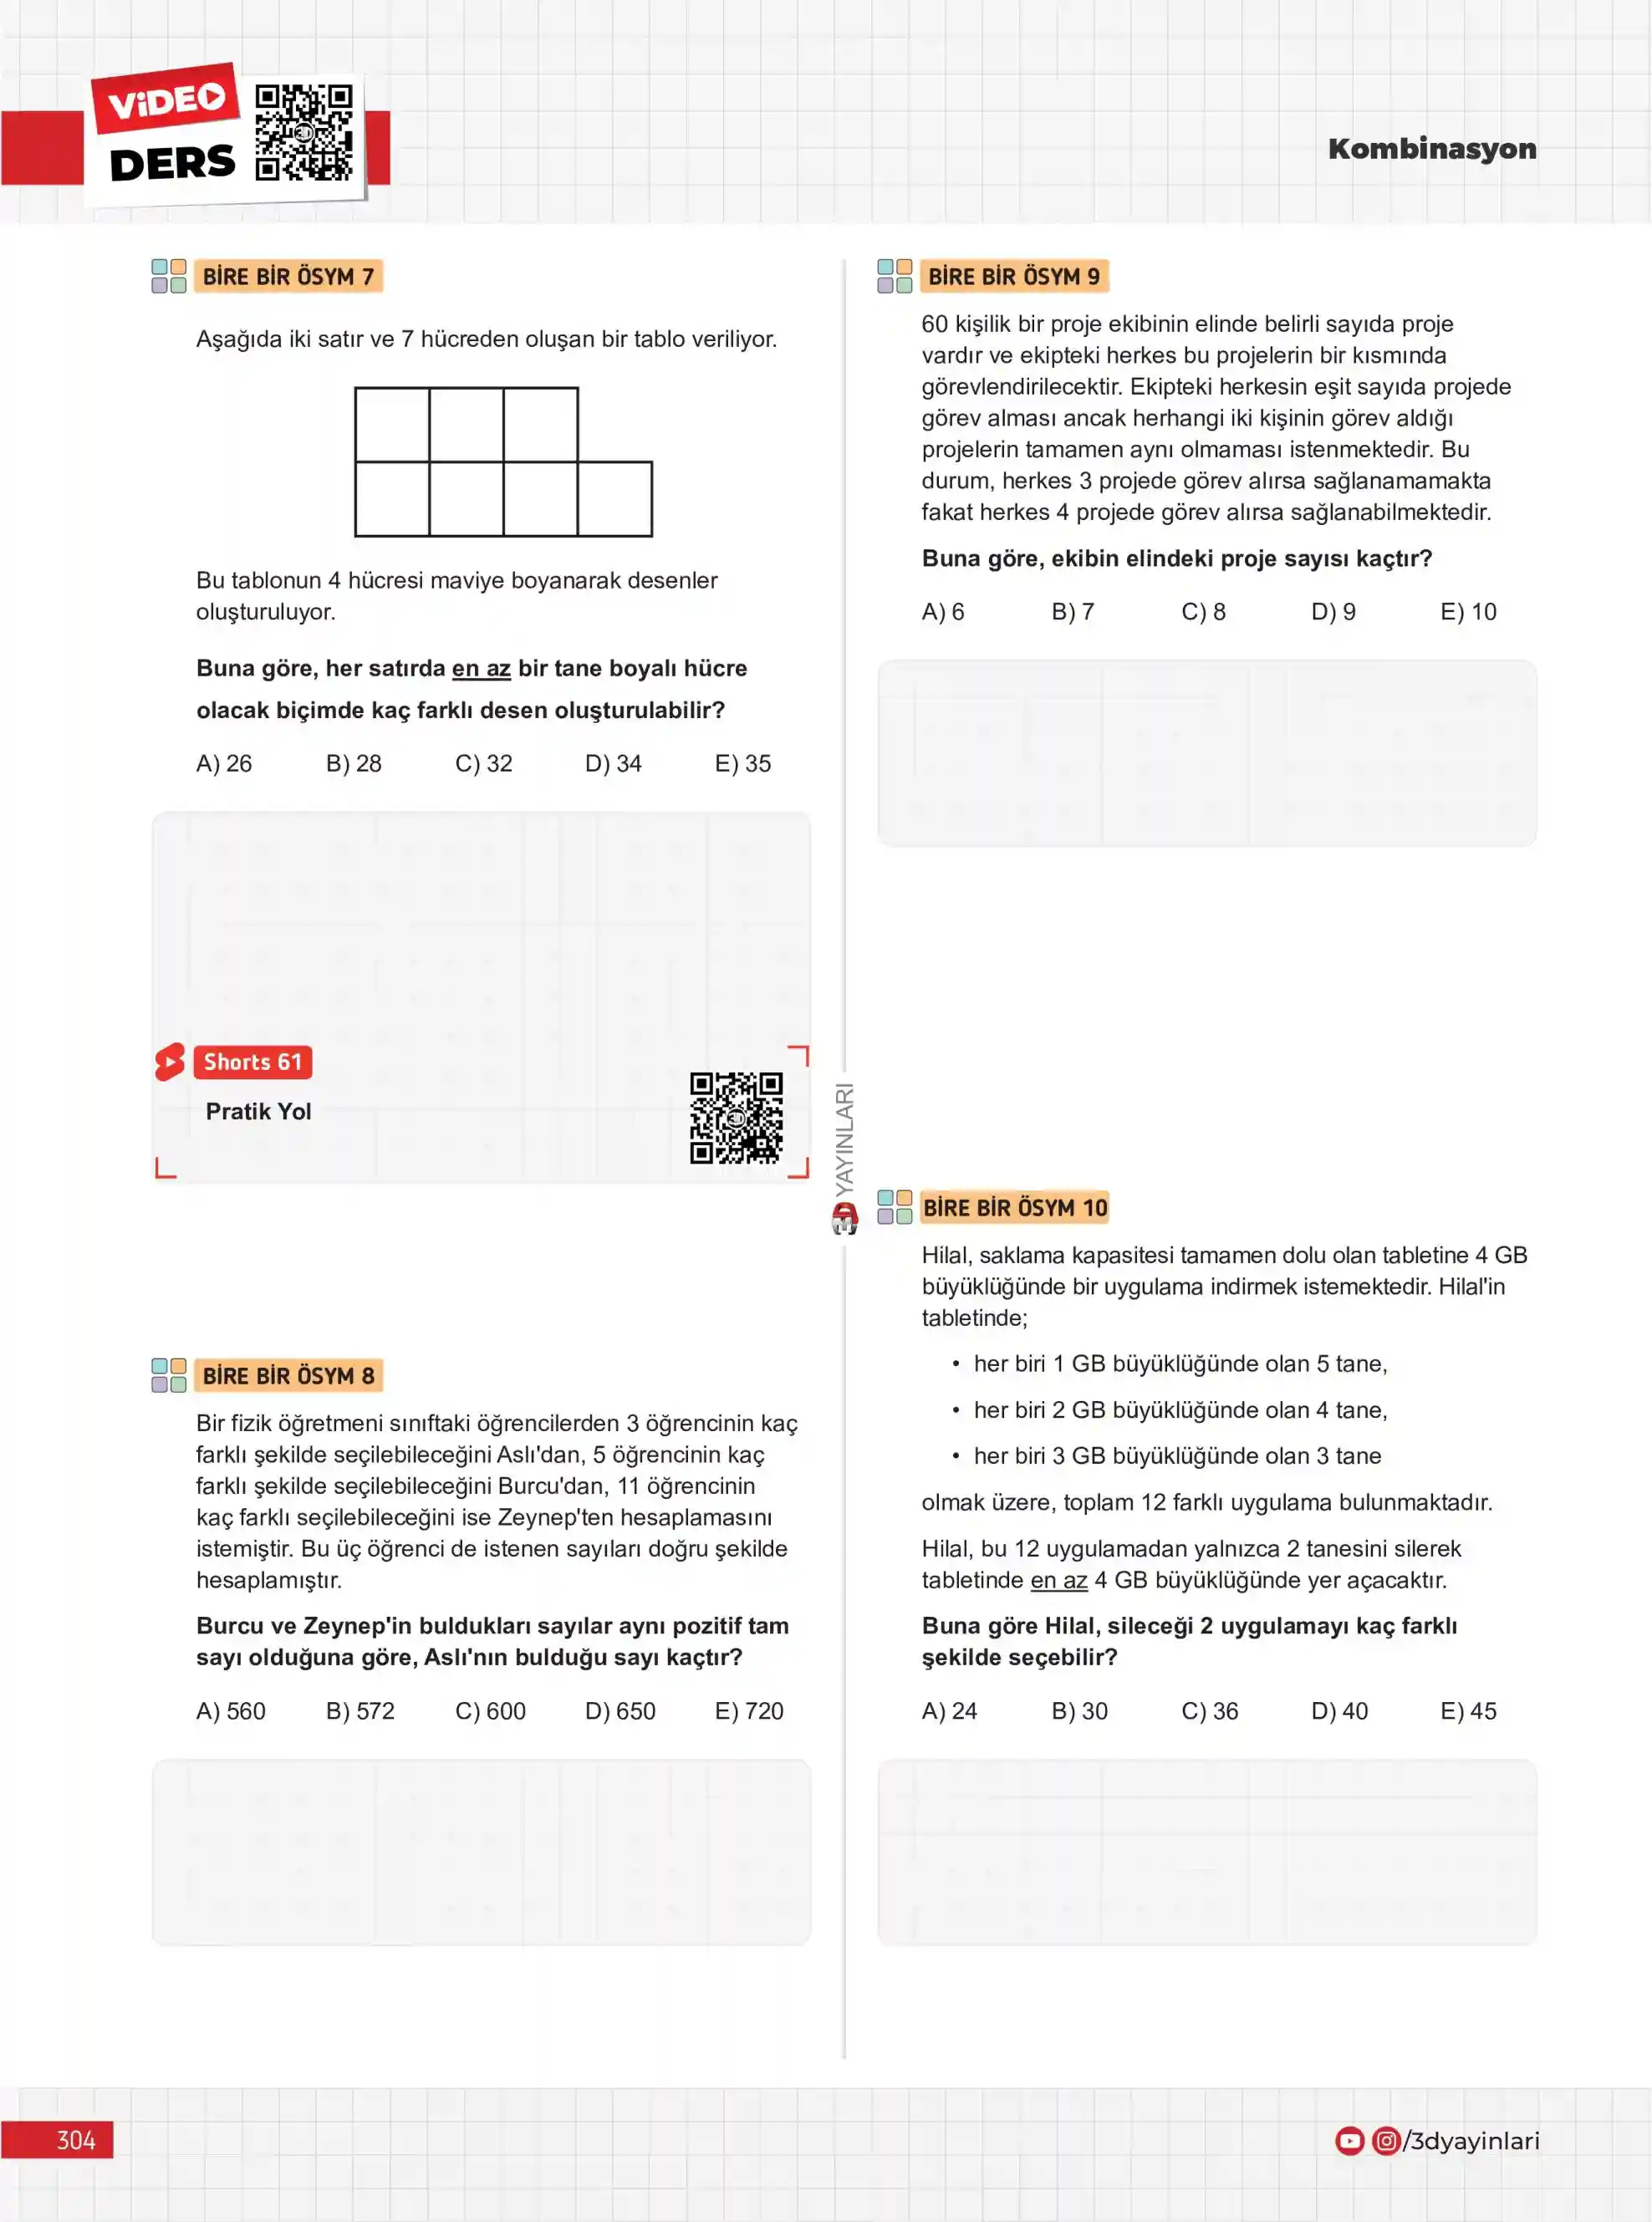 ViDEO
DERS
Kombinasyon
BİRE BİR ÖSYM 7
Aşağıda iki satır ve 7 hücreden oluşan bir tablo veriliyor.
Bu tablonun 4 hücresi maviye boyanarak desenler
oluşturuluyor.
Buna göre, her satırda en az bir tane boyalı hücre
olacak biçimde kaç farklı desen oluşturulabilir?
A) 26 B) 28 C) 32 D) 34 E) 35
Shorts 61
Pratik Yol
BİRE BİR ÖSYM 8
Bir fizik öğretmeni sınıftaki öğrencilerden 3 öğrencinin kaç
farklı şekilde seçilebileceğini Aslı'dan, 5 öğrencinin kaç
farklı şekilde seçilebileceğini Burcu'dan, 11 öğrencinin
kaç farklı seçilebileceğini ise Zeynep'ten hesaplamasını
istemiştir. Bu üç öğrenci de istenen sayıları doğru şekilde
hesaplamıştır.
Burcu ve Zeynep'in buldukları sayılar aynı pozitif tam
sayı olduğuna göre, Aslı'nın bulduğu sayı kaçtır?
A) 560 B) 572 C) 600 D) 650 E) 720
YAYINLARI
BİRE BİR ÖSYM 9
60 kişilik bir proje ekibinin elinde belirli sayıda proje
vardır ve ekipteki herkes bu projelerin bir kısmında
görevlendirilecektir. Ekipteki herkesin eşit sayıda projede
görev alması ancak herhangi iki kişinin görev aldığı
projelerin tamamen aynı olmaması istenmektedir. Bu
durum, herkes 3 projede görev alırsa sağlanamamakta
fakat herkes 4 projede görev alırsa sağlanabilmektedir.
Buna göre, ekibin elindeki proje sayısı kaçtır?
A) 6 B) 7 C) 8 D) 9 E) 10
BİRE BİR ÖSYM 10
Hilal, saklama kapasitesi tamamen dolu olan tabletine 4 GB
büyüklüğünde bir uygulama indirmek istemektedir. Hilal'in
tabletinde;
• her biri 1 GB büyüklüğünde olan 5 tane,
• her biri 2 GB büyüklüğünde olan 4 tane,
• her biri 3 GB büyüklüğünde olan 3 tane
olmak üzere, toplam 12 farklı uygulama bulunmaktadır.
Hilal, bu 12 uygulamadan yalnızca 2 tanesini silerek
tabletinde en az 4 GB büyüklüğünde yer açacaktır.
Buna göre Hilal, sileceği 2 uygulamayı kaç farklı
şekilde seçebilir?
A) 24 B) 30 C) 36 D) 40 E) 45
304
/3dyayinlari